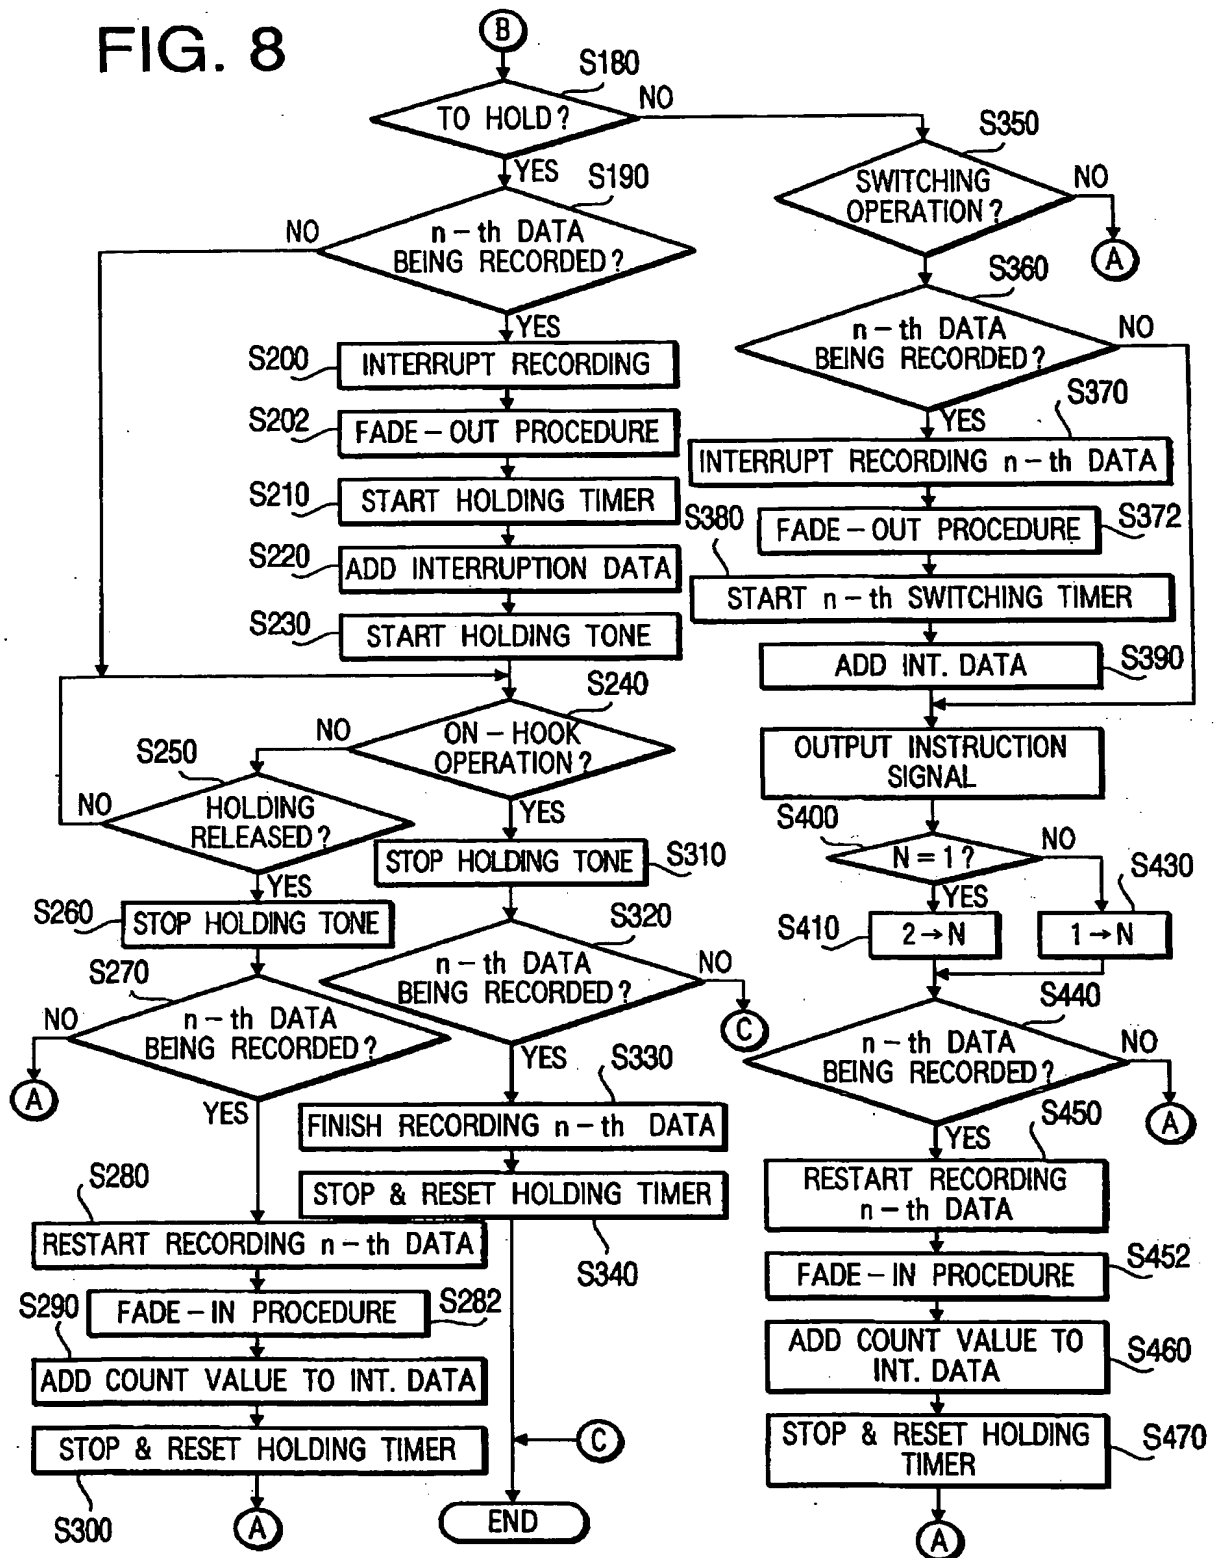 FIG. 8
B
S180
TO HOLD?
NO
YES
S190
n-th DATA
BEING RECORDED?
NO
YES
S200
INTERRUPT RECORDING
S202
FADE-OUT PROCEDURE
S210
START HOLDING TIMER
S220
ADD INTERRUPTION DATA
S230
START HOLDING TONE
S240
ON-HOOK
OPERATION?
NO
YES
S250
HOLDING
RELEASED?
NO
YES
S260
STOP HOLDING TONE
S270
n-th DATA
BEING RECORDED?
NO
A
YES
S280
RESTART RECORDING n-th DATA
S282
FADE-IN PROCEDURE
S290
ADD COUNT VALUE TO INT. DATA
STOP & RESET HOLDING TIMER
S300
A
STOP HOLDING TONE
S310
S320
n-th DATA
BEING RECORDED?
NO
C
YES
S330
FINISH RECORDING n-th DATA
STOP & RESET HOLDING TIMER
S340
C
END
S350
SWITCHING
OPERATION?
NO
A
S360
n-th DATA
BEING RECORDED?
NO
YES
S370
INTERRUPT RECORDING n-th DATA
S372
FADE-OUT PROCEDURE
S380
START n-th SWITCHING TIMER
ADD INT. DATA
S390
OUTPUT INSTRUCTION
SIGNAL
S400
N=1?
NO
YES
S410
2→N
S430
1→N
S440
n-th DATA
BEING RECORDED?
NO
A
YES
S450
RESTART RECORDING
n-th DATA
FADE-IN PROCEDURE
S452
ADD COUNT VALUE TO
INT. DATA
S460
STOP & RESET HOLDING
TIMER
S470
A